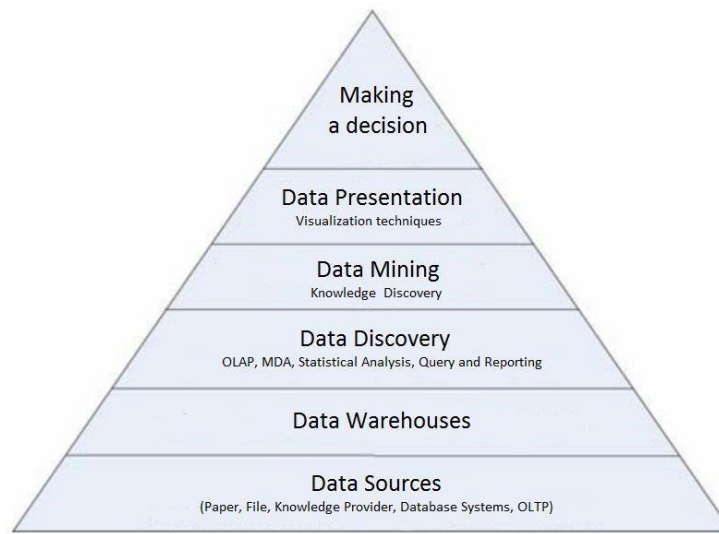 Making
a decision
Data Presentation
Visualization techniques
Data Mining
Knowledge Discovery
Data Discovery
OLAP, MDA, Statistical Analysis, Query and Reporting
Data Warehouses
Data Sources
(Paper, File, Knowledge Provider, Database Systems, OLTP)